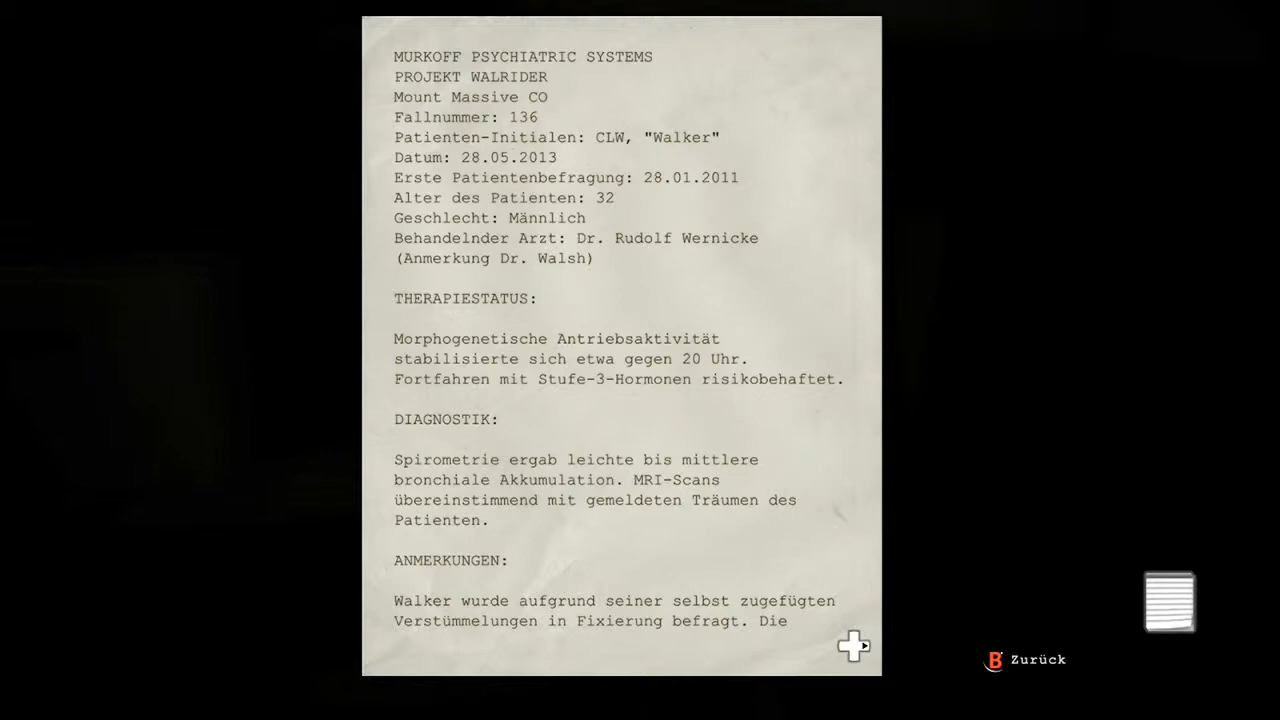 MURKOFF PSYCHIATRIC SYSTEMS
PROJEKT WALRIDER
Mount Massive CO
Fallnummer: 136
Patienten-Initialen: CLW, "Walker"
Datum: 28.05.2013
Erste Patientenbefragung: 28.01.2011
Alter des Patienten: 32
Geschlecht: Männlich
Behandelnder Arzt: Dr. Rudolf Wernicke
(Anmerkung Dr. Walsh)
THERAPIESTATUS:
Morphogenetische Antriebsaktivität
stabilisierte sich etwa gegen 20 Uhr.
Fortfahren mit Stufe-3-Hormonen risikobehaftet.
DIAGNOSTIK:
Spirometrie ergab leichte bis mittlere
bronchiale Akkumulation. MRI-Scans
übereinstimmend mit gemeldeten Träumen des
Patienten.
ANMERKUNGEN:
Walker wurde aufgrund seiner selbst zugefügten
Verstümmelungen in Fixierung befragt. Die
B Zurück